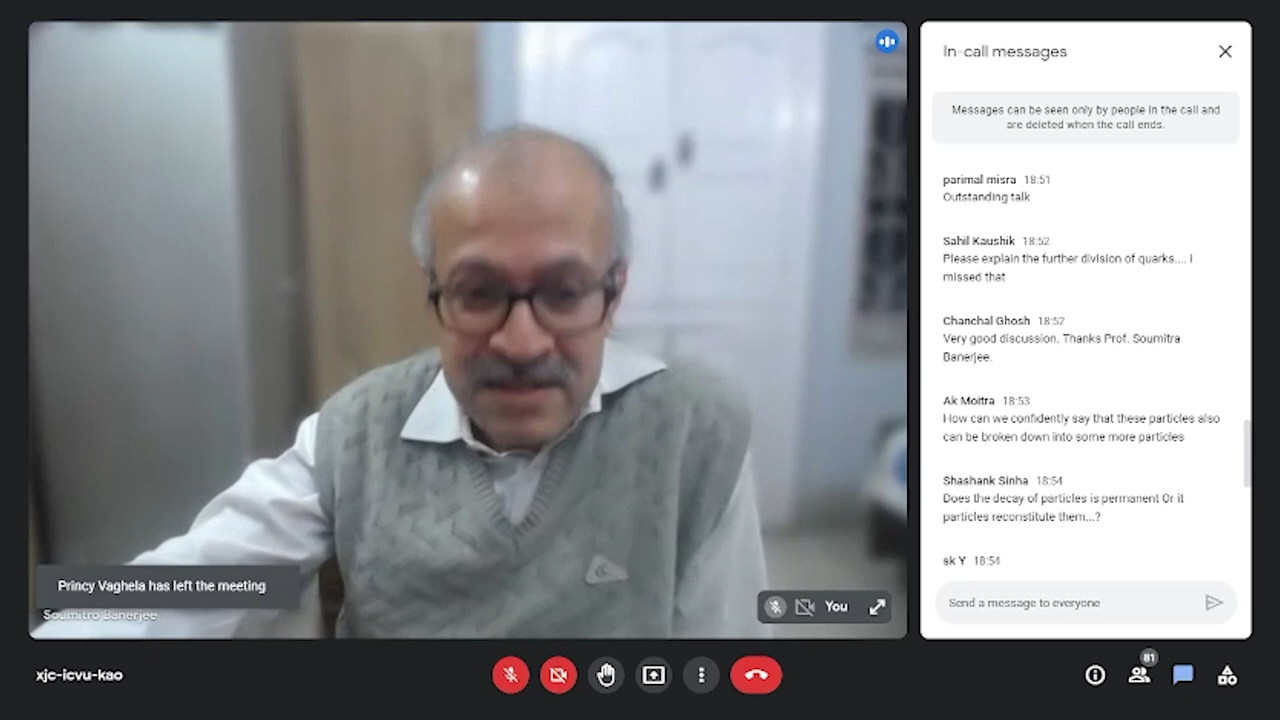 In-call messages
Messages can be seen only by people in the call and
are deleted when the call ends.
parimal misra 18:51
Outstanding talk
Sahil Kaushik 18:52
Please explain the further division of quarks.... I
missed that
Chanchal Ghosh 18:52
Very good discussion. Thanks Prof. Soumitra
Banerjee.
Ak Moitra 18:53
How can we confidently say that these particles also
can be broken down into some more particles
Shashank Sinha 18:54
Does the decay of particles is permanent Or it
particles reconstitute them...?
sk Y 18:54
Send a message to everyone
Princy Vaghela has left the meeting
Soumitro Banerjee
You
xjc-icvu-kao
81